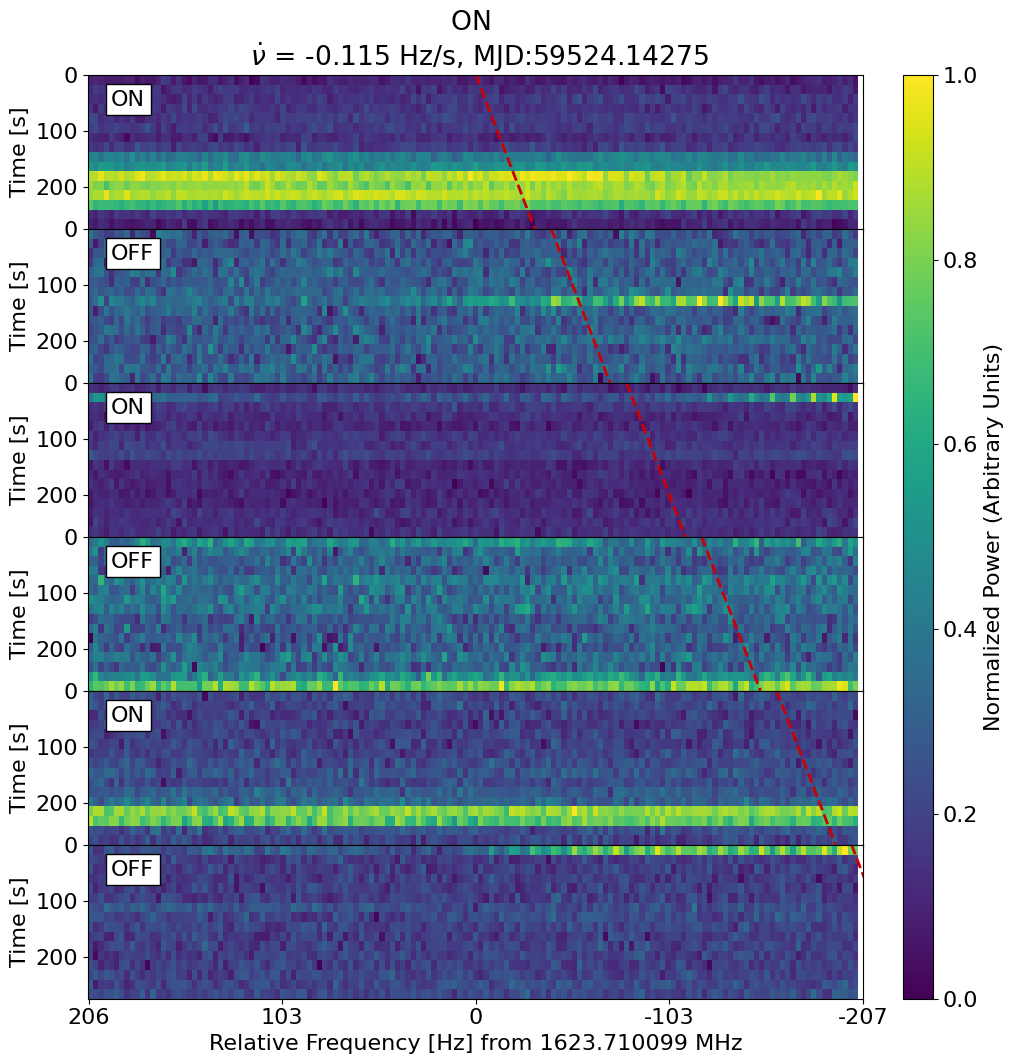 ON
ν̇ = -0.115 Hz/s, MJD:59524.14275
ON
0
100
200
Time [s]
OFF
0
100
200
Time [s]
ON
0
100
200
Time [s]
OFF
0
100
200
Time [s]
ON
0
100
200
Time [s]
OFF
0
100
200
Time [s]
206
103
0
-103
-207
Relative Frequency [Hz] from 1623.710099 MHz
1.0
0.8
0.6
0.4
0.2
0.0
Normalized Power (Arbitrary Units)